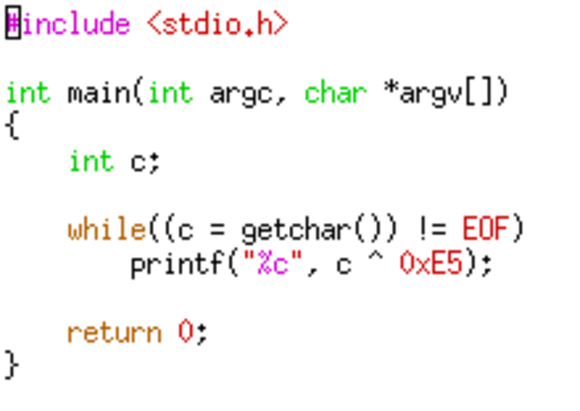 #include <stdio.h>
int main(int argc, char *argv[])
{
int c;
while((c = getchar()) != EOF)
printf("%c", c ^ 0xE5);
return 0;
}